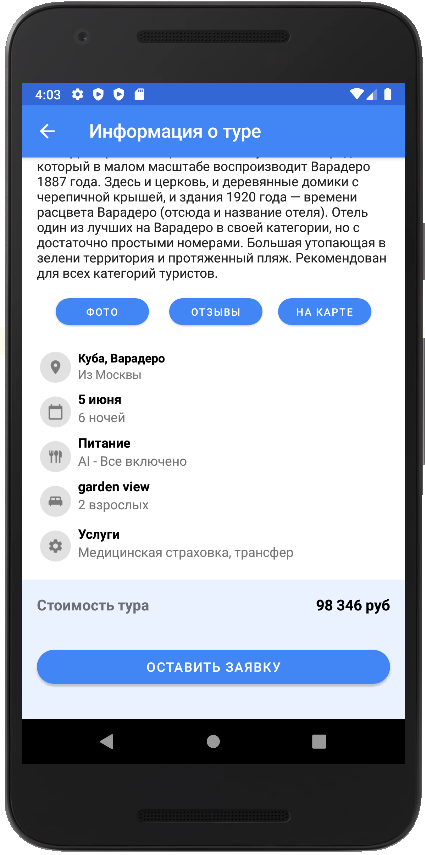 4:03
Информация о туре
который в малом масштабе воспроизводит Варадеро
1887 года. Здесь и церковь, и деревянные домики с
черепичной крышей, и здания 1920 года — времени
расцвета Варадеро (отсюда и название отеля). Отель
один из лучших на Варадеро в своей категории, но с
достаточно простыми номерами. Большая утопающая в
зелени территория и протяженный пляж. Рекомендован
для всех категорий туристов.
ФОТО ОТЗЫВЫ НА КАРТЕ
Куба, Варадеро
Из Москвы
5 июня
6 ночей
Питание
AI - Все включено
garden view
2 взрослых
Услуги
Медицинская страховка, трансфер
Стоимость тура 98 346 руб
ОСТАВИТЬ ЗАЯВКУ